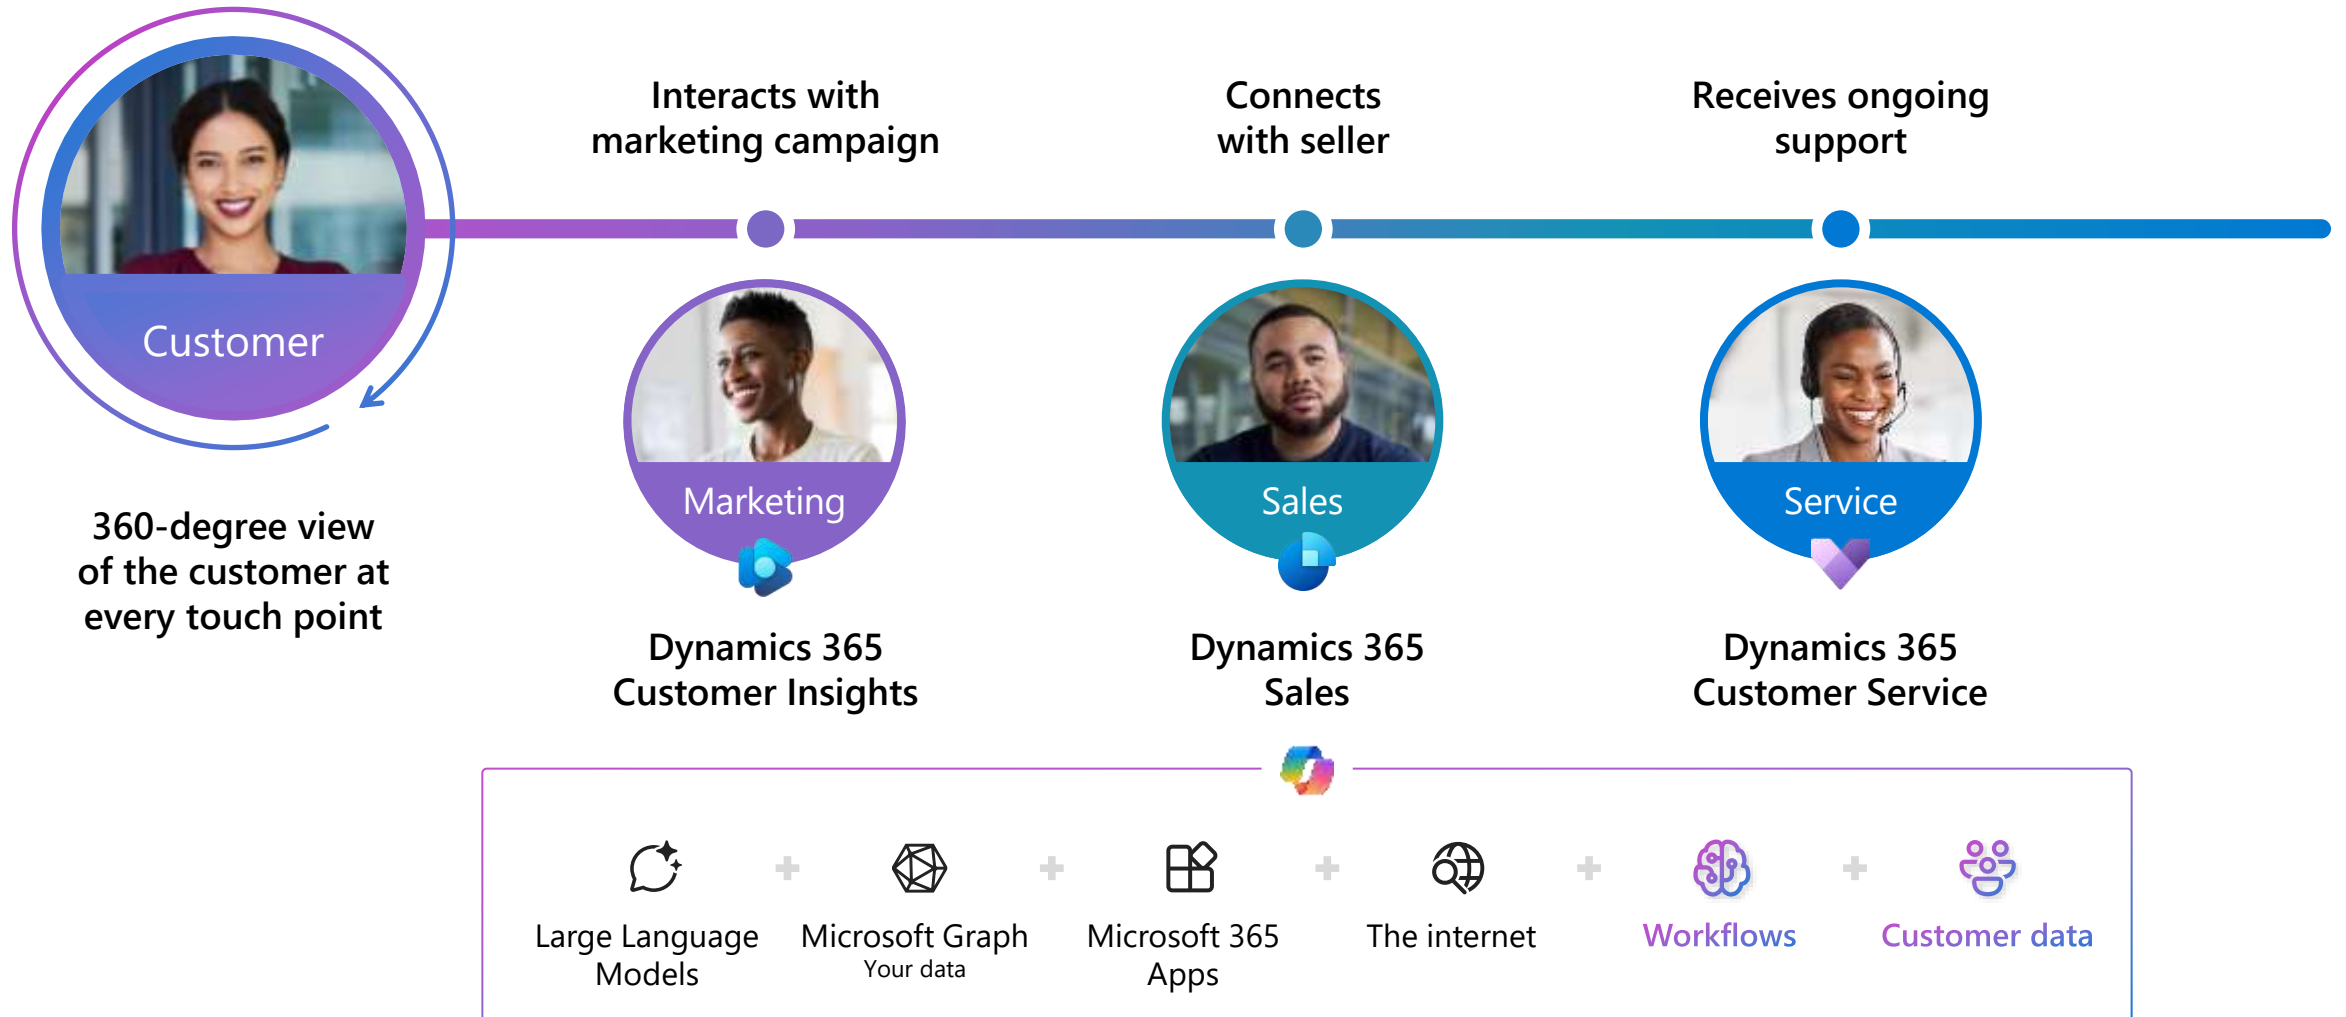 Customer
360-degree view
of the customer at
every touch point
Interacts with
marketing campaign
Connects
with seller
Receives ongoing
support
Marketing
Sales
Service
Dynamics 365
Customer Insights
Dynamics 365
Sales
Dynamics 365
Customer Service
Large Language
Models
Microsoft Graph
Your data
Microsoft 365
Apps
The internet
Workflows
Customer data